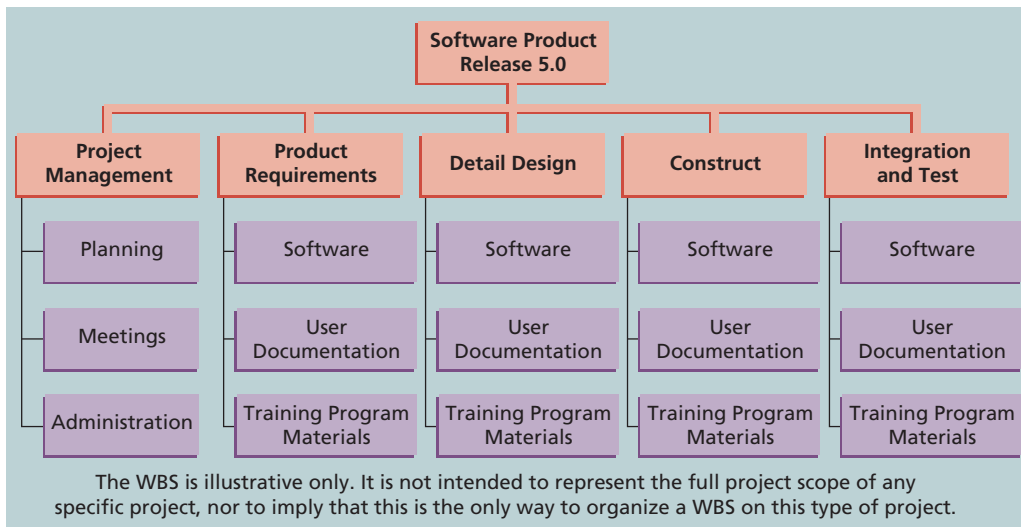 Software Product
Release 5.0
Project
Management
Product
Requirements
Detail Design
Construct
Integration
and Test
Planning
Software
Software
Software
Software
Meetings
User
Documentation
User
Documentation
User
Documentation
User
Documentation
Administration
Training Program
Materials
Training Program
Materials
Training Program
Materials
Training Program
Materials
The WBS is illustrative only. It is not intended to represent the full project scope of any
specific project, nor to imply that this is the only way to organize a WBS on this type of project.